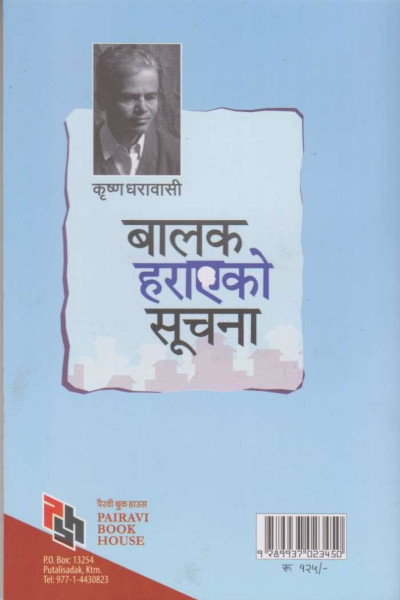 कृष्ण धरावासी
बालक
हराएको
सूचना
पैरवी बुक हाउस
PAIRAVI
BOOK
HOUSE
P.O. Box: 13254
Putalisadak, Ktm.
Tel: 977-1-4430823
9 789937 023450
रू १२५/-